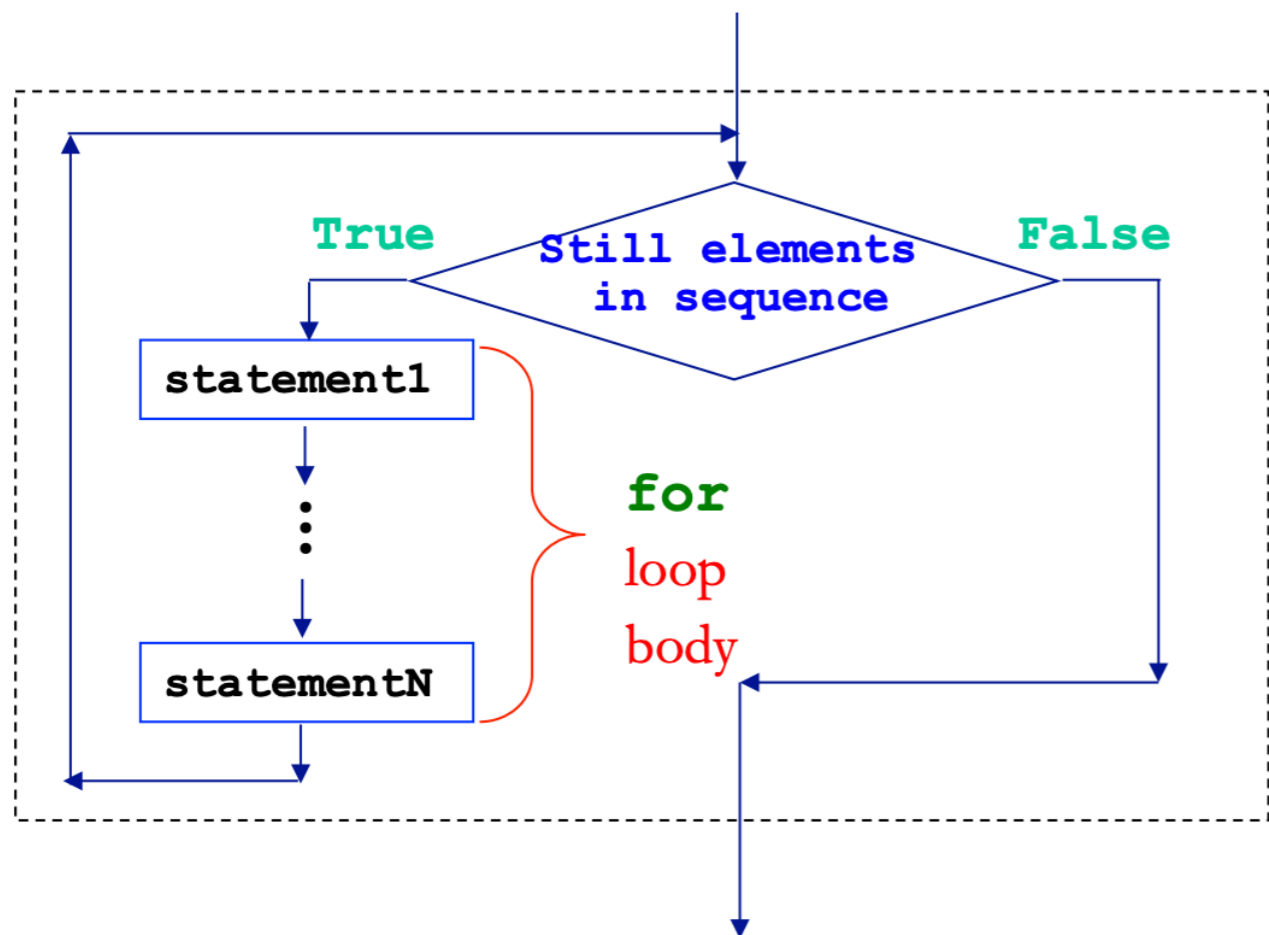 True
False
Still elements
in sequence
statement1
for
loop
body
statementN